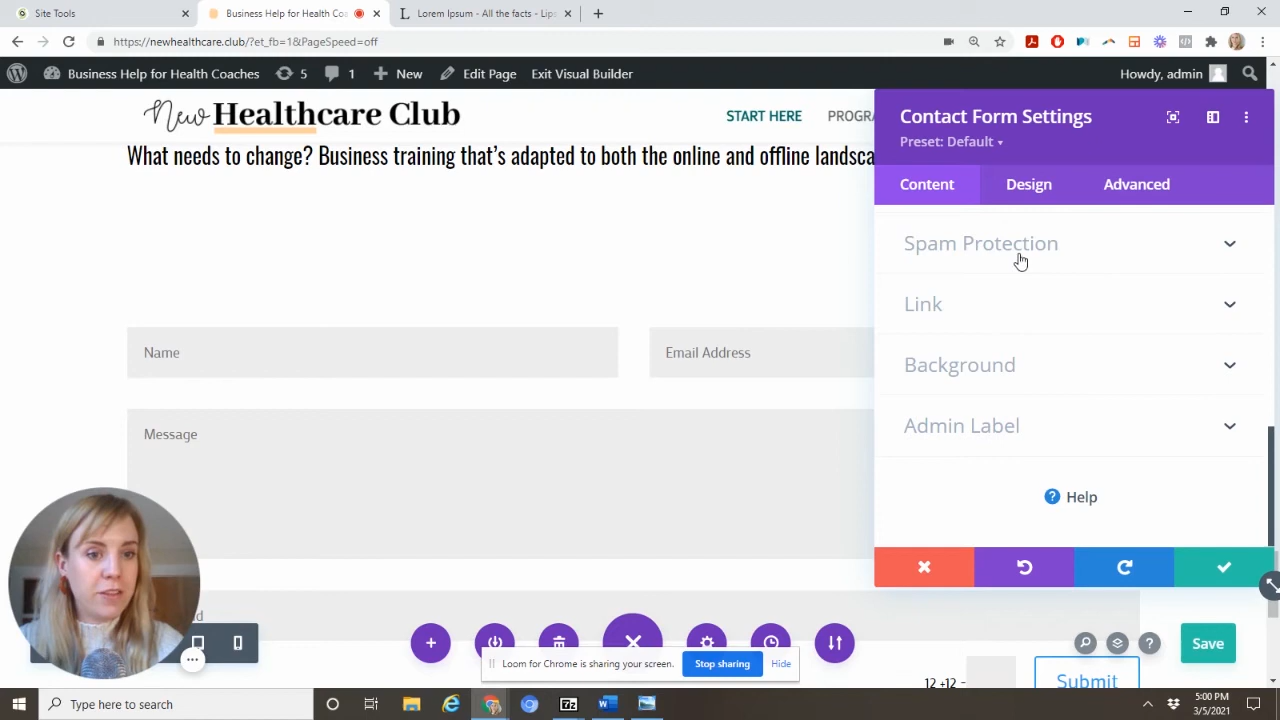 Site Tools
Business Help for Health Coa
Lorem Ipsum - All the facts - Lips
https://newhealthcare.club/?et_fb=1&PageSpeed=off
Business Help for Health Coaches
5
1
New
Edit Page
Exit Visual Builder
Howdy, admin
New Healthcare Club
START HERE
PROGRA
What needs to change? Business training that's adapted to both the online and offline landsca
Contact Form Settings
Preset: Default
Content
Design
Advanced
Spam Protection
Link
Background
Admin Label
Help
Name
Email Address
Message
d
Loom for Chrome is sharing your screen.
Stop sharing
Hide
Save
12 +12 -
Submit
Type here to search
5:00 PM
3/5/2021